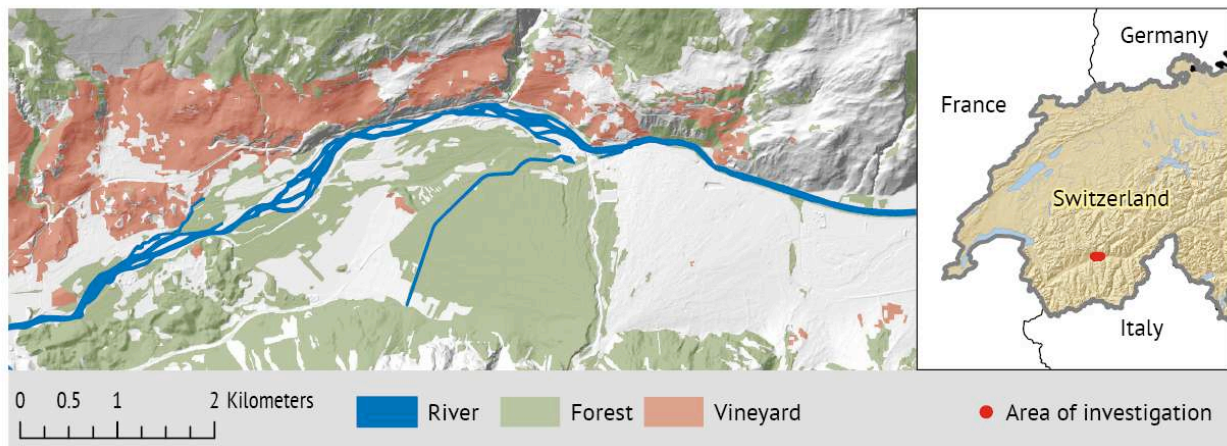 Germany
France
Switzerland
Italy
0 0.5 1 2 Kilometers
River
Forest
Vineyard
Area of investigation